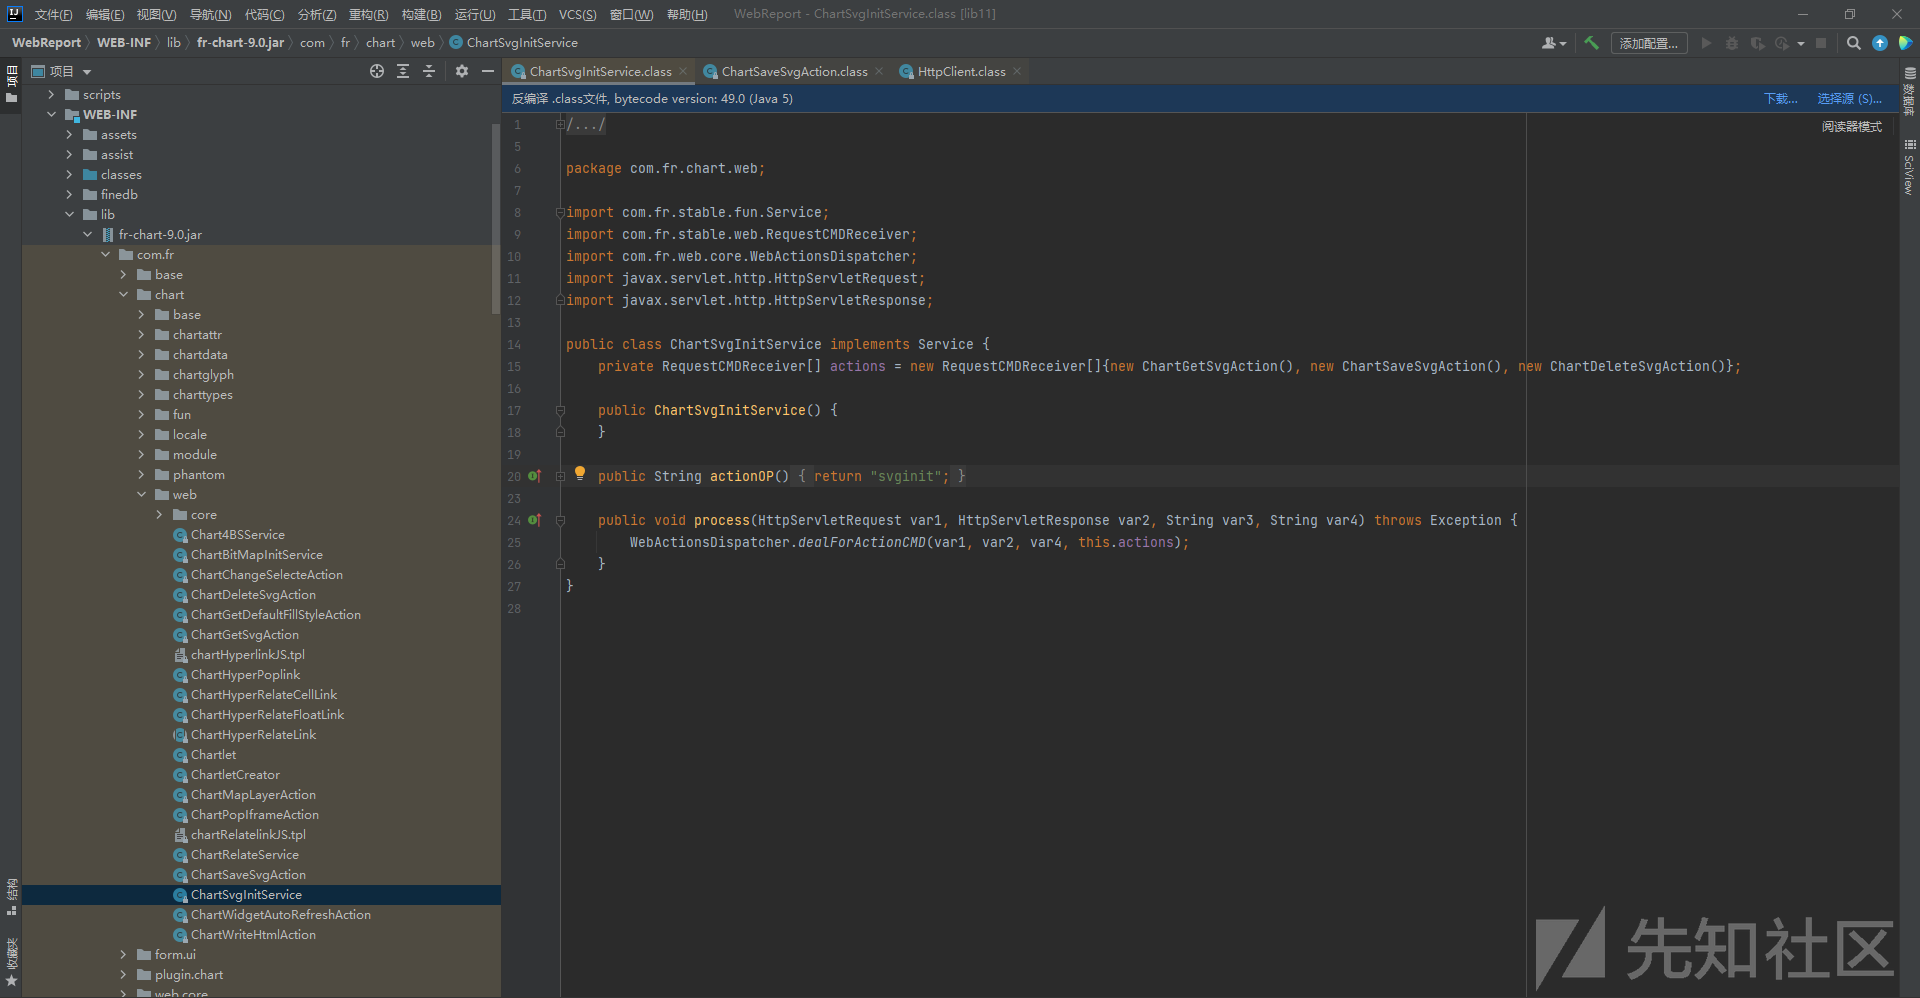 文件(F) 编辑(E) 视图(V) 导航(N) 代码(C) 分析(Z) 重构(R) 构建(B) 运行(U) 工具(T) VCS(S) 窗口(W) 帮助(H) WebReport - ChartSvgInitService.class [lib11]
WebReport WEB-INF lib fr-chart-9.0.jar com fr chart web ChartSvgInitService 添加配置...
项目 ChartSvgInitService.class ChartSaveSvgAction.class HttpClient.class
反编译 .class文件, bytecode version: 49.0 (Java 5) 下载... 选择源 (S)...
阅读器模式
项目
结构
收藏夹
数据库
SciView
scripts
WEB-INF
assets
assist
classes
finedb
lib
fr-chart-9.0.jar
com.fr
base
chart
base
chartattr
chartdata
chartglyph
charttypes
fun
locale
module
phantom
web
core
Chart4BSService
ChartBitMapInitService
ChartChangeSelecteAction
ChartDeleteSvgAction
ChartGetDefaultFillStyleAction
ChartGetSvgAction
chartHyperlinkJS.tpl
ChartHyperPoplink
ChartHyperRelateCellLink
ChartHyperRelateFloatLink
ChartHyperRelateLink
Chartlet
ChartletCreator
ChartMapLayerAction
ChartPopIframeAction
chartRelatelinkJS.tpl
ChartRelateService
ChartSaveSvgAction
ChartSvgInitService
ChartWidgetAutoRefreshAction
ChartWriteHtmlAction
form.ui
plugin.chart
web.core
1 /.../
5
6 package com.fr.chart.web;
7
8 import com.fr.stable.fun.Service;
9 import com.fr.stable.web.RequestCMDReceiver;
10 import com.fr.web.core.WebActionsDispatcher;
11 import javax.servlet.http.HttpServletRequest;
12 import javax.servlet.http.HttpServletResponse;
13
14 public class ChartSvgInitService implements Service {
15 private RequestCMDReceiver[] actions = new RequestCMDReceiver[]{new ChartGetSvgAction(), new ChartSaveSvgAction(), new ChartDeleteSvgAction()};
16
17 public ChartSvgInitService() {
18 }
19
20 public String actionOP() { return "svginit"; }
23
24 public void process(HttpServletRequest var1, HttpServletResponse var2, String var3, String var4) throws Exception {
25 WebActionsDispatcher.dealForActionCMD(var1, var2, var4, this.actions);
26 }
27 }
28
先知社区